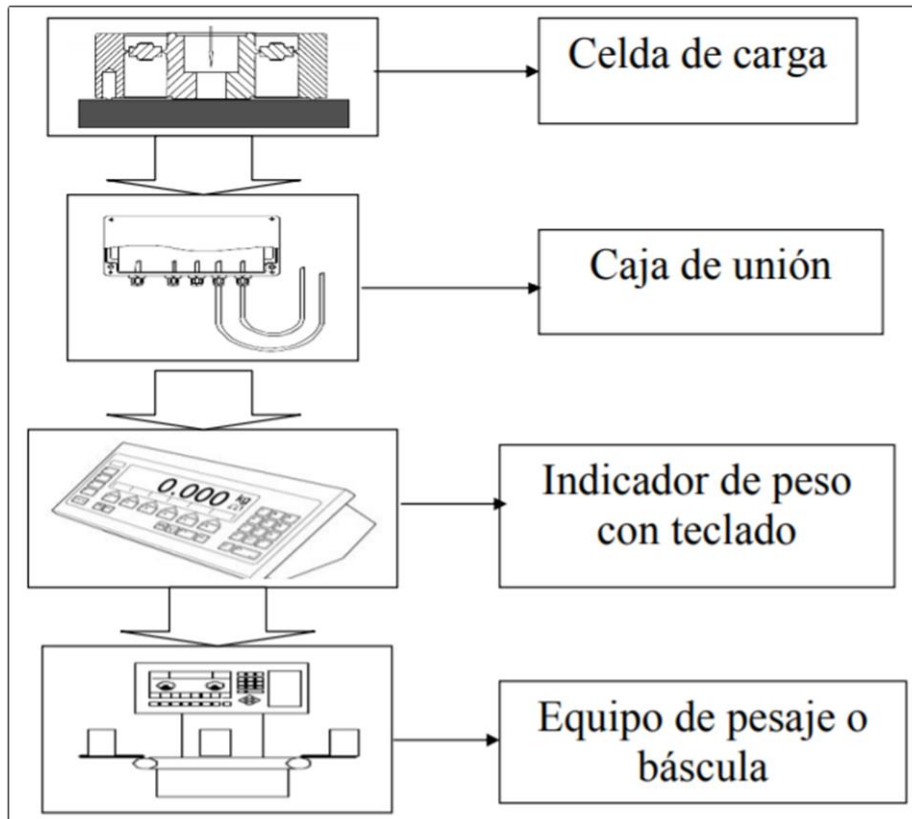 Celda de carga
Caja de unión
0.000 kg
Indicador de peso
con teclado
Equipo de pesaje o
báscula